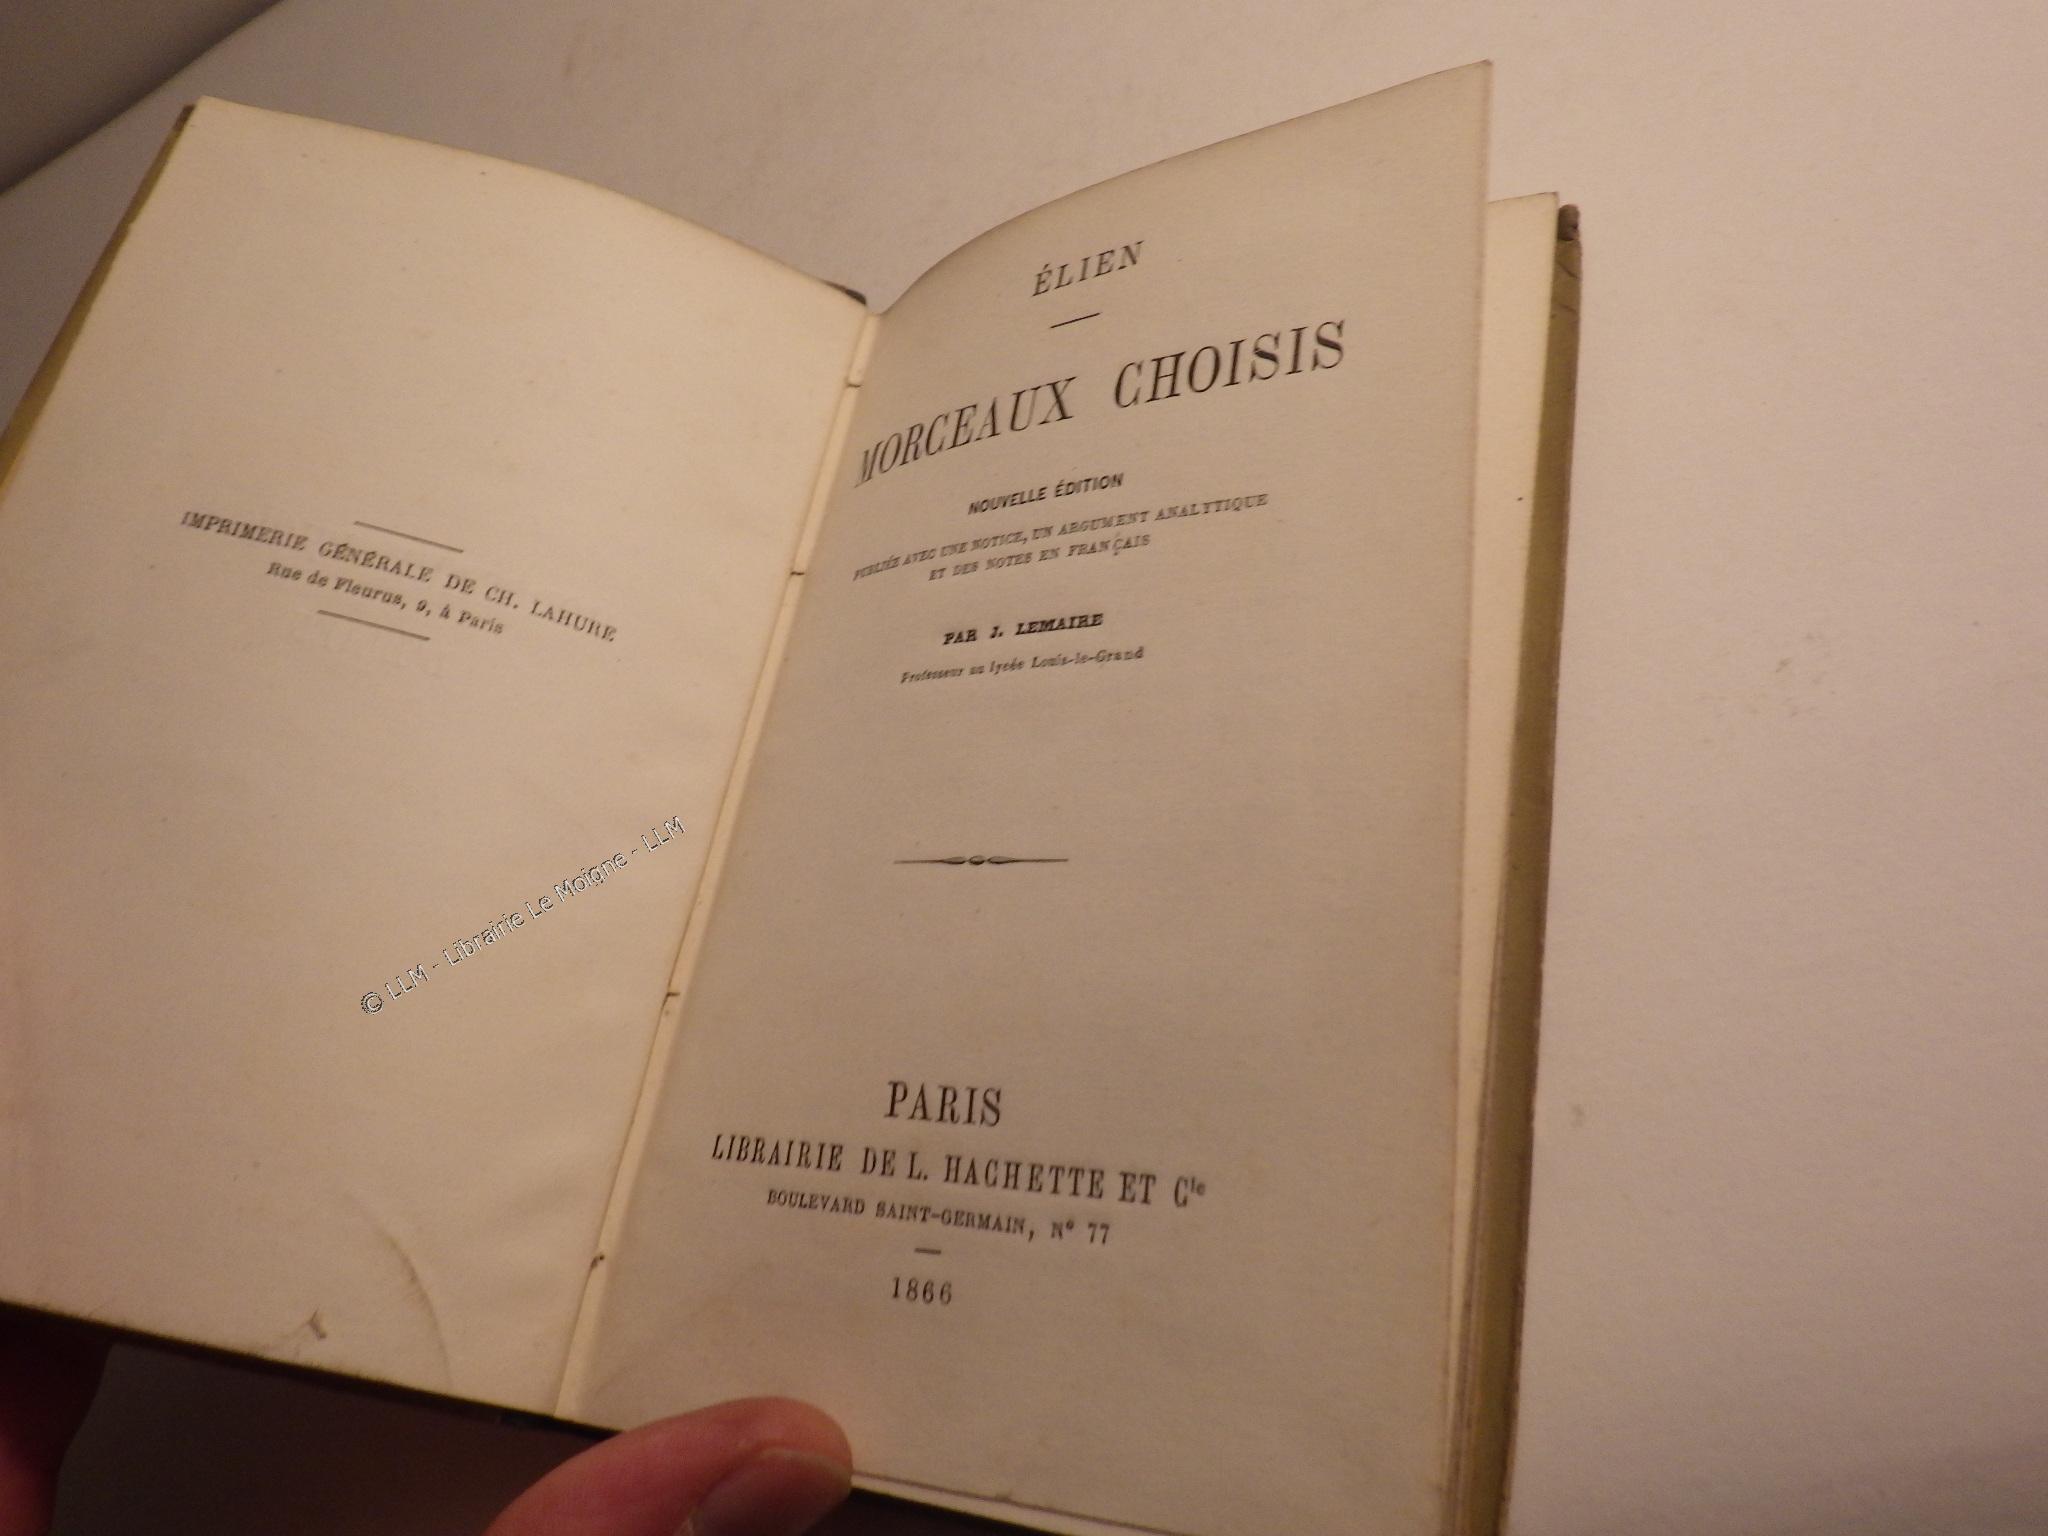 IMPRIMERIE GÉNÉRALE DE CH. LAHURE
Rue de Fleurus, 9, à Paris
© LLM - Librairie Le Moigne - LLM
ÉLIEN
MORCEAUX CHOISIS
NOUVELLE ÉDITION
PUBLIÉE AVEC UNE NOTICE, UN ARGUMENT ANALYTIQUE
ET DES NOTES EN FRANÇAIS
PAR J. LEMAIRE
Professeur au lycée Louis-le-Grand
PARIS
LIBRAIRIE DE L. HACHETTE ET Cie
BOULEVARD SAINT-GERMAIN, N° 77
1866